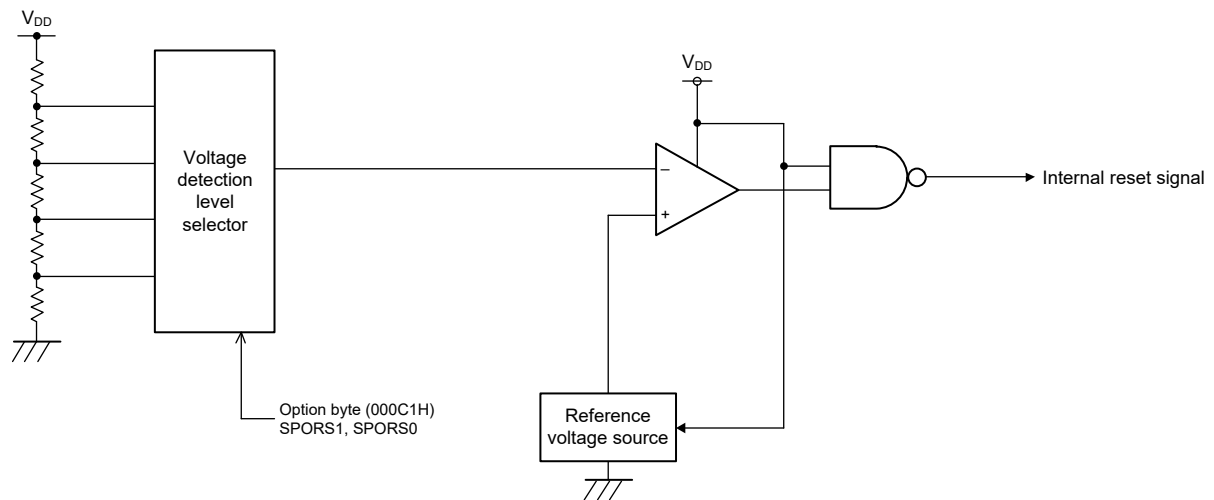 VDD
VDD
Voltage
detection
level
selector
−
+
Internal reset signal
Option byte (000C1H)
SPORS1, SPORS0
Reference
voltage source